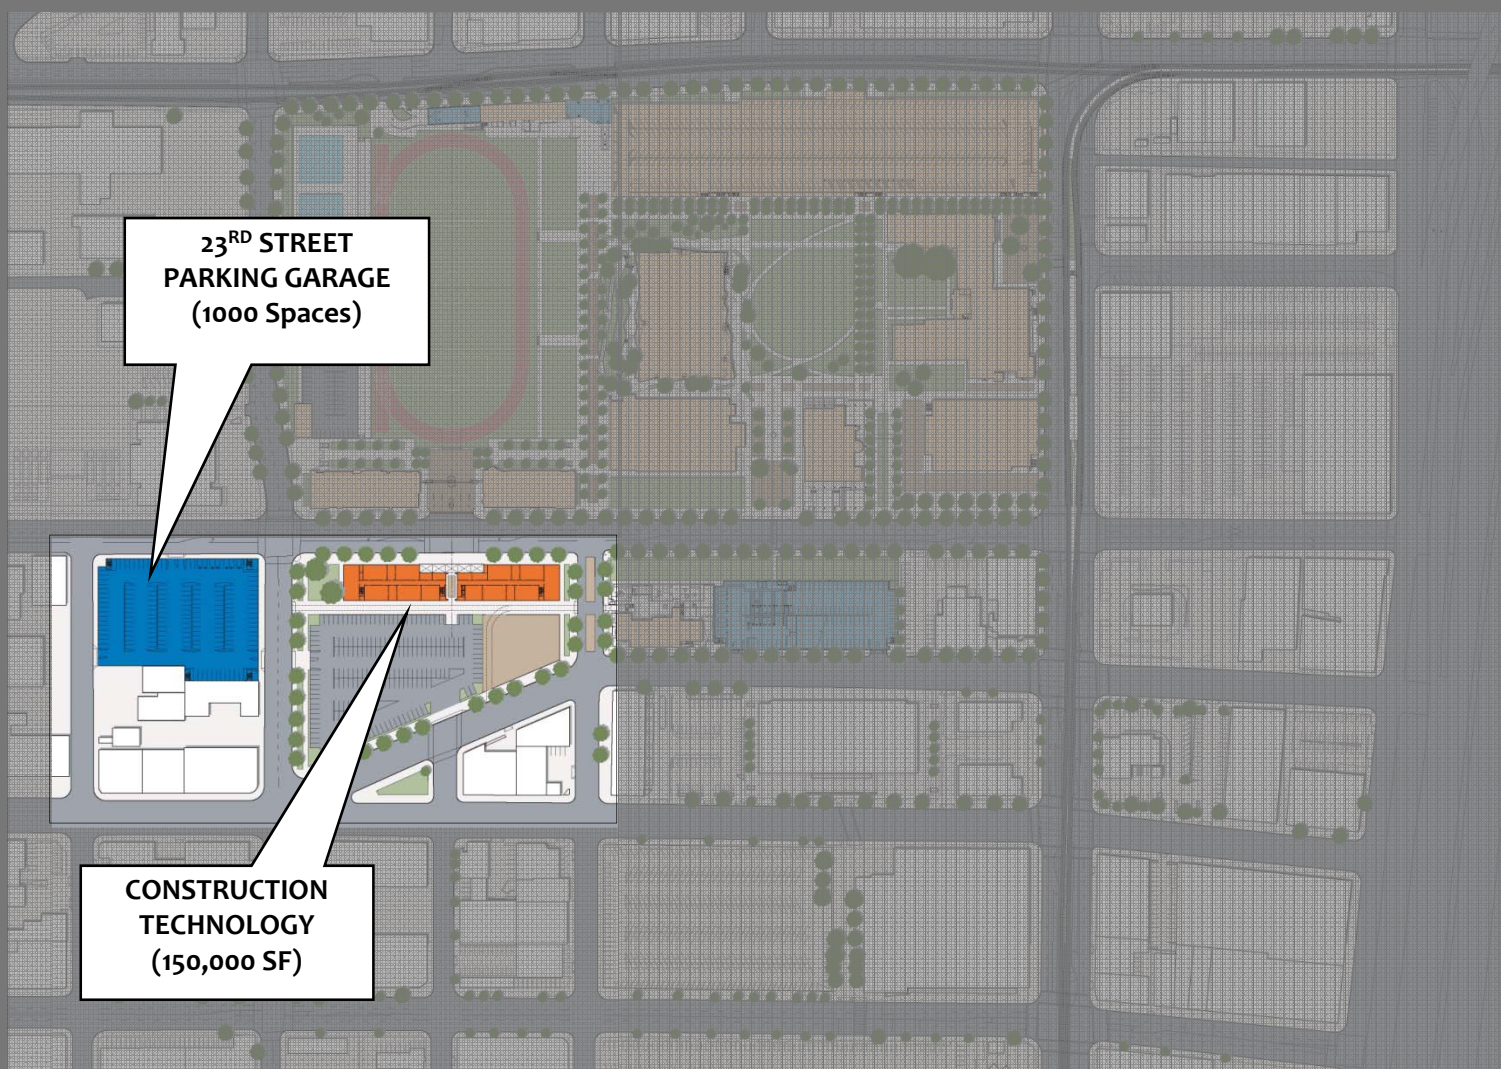 23RD STREET
PARKING GARAGE
(1000 Spaces)
CONSTRUCTION
TECHNOLOGY
(150,000 SF)